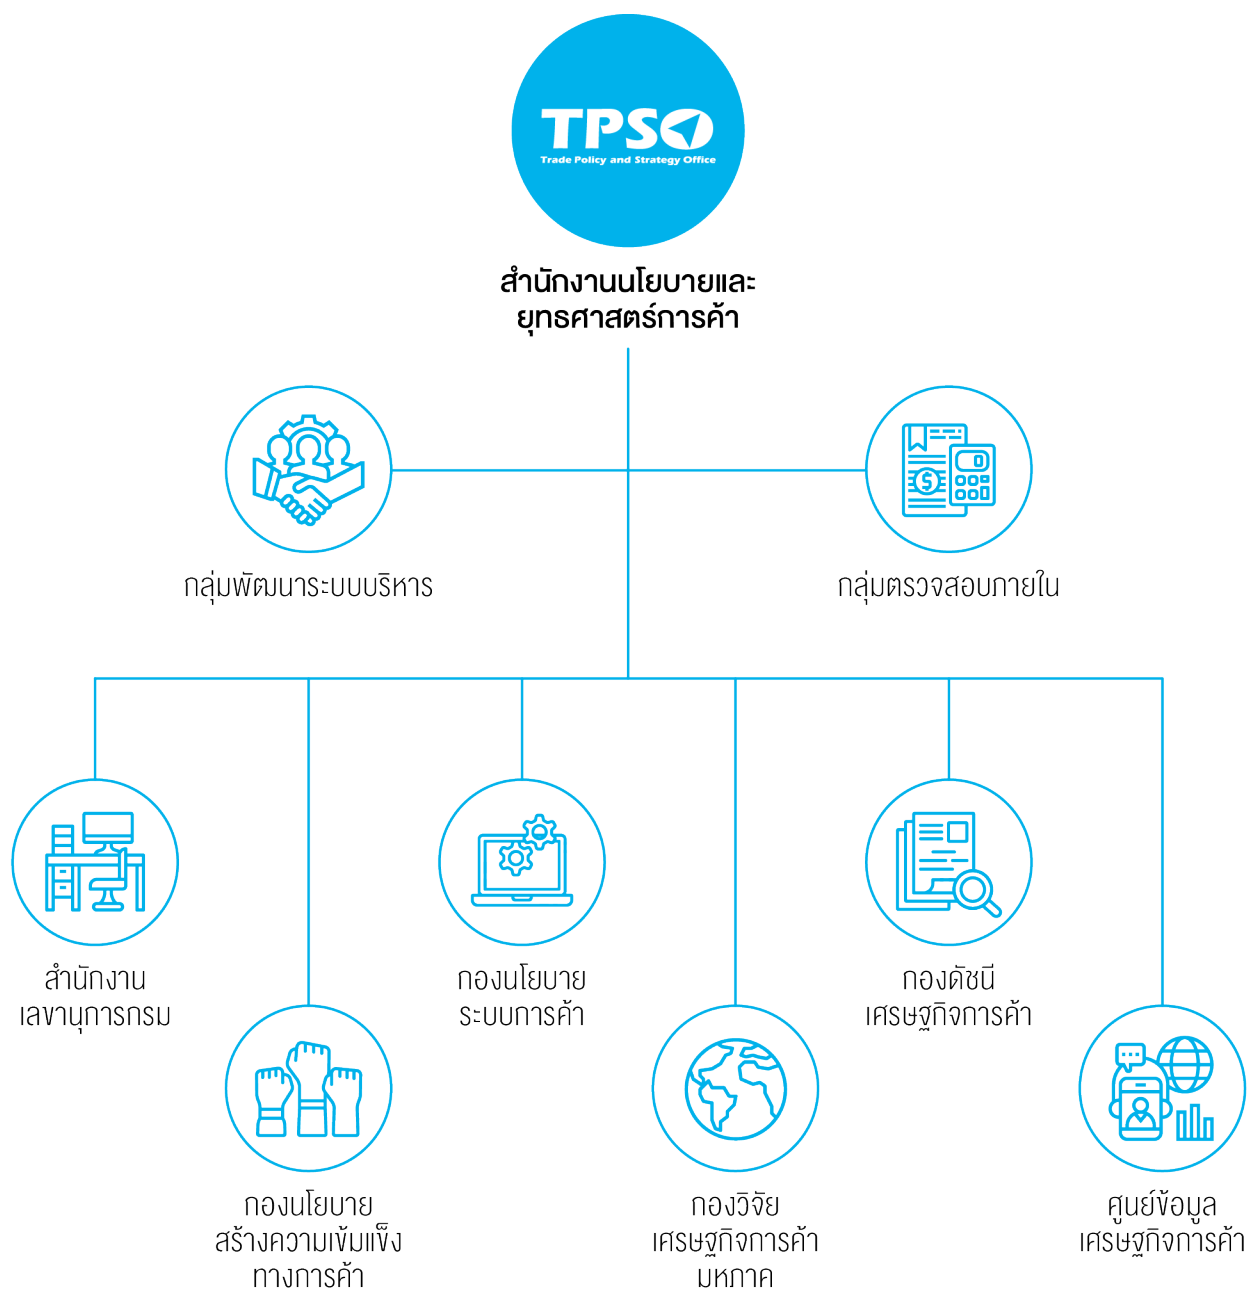 TPSO
Trade Policy and Strategy Office
สำนักงานนโยบายและ
ยุทธศาสตร์การค้า
กลุ่มพัฒนาระบบบริหาร
กลุ่มตรวจสอบภายใน
สำนักงาน
เลขานุการกรม
กองนโยบาย
ระบบการค้า
กองดัชนี
เศรษฐกิจการค้า
กองนโยบาย
สร้างความเข้มแข็ง
ทางการค้า
กองวิจัย
เศรษฐกิจการค้า
มหภาค
ศูนย์ข้อมูล
เศรษฐกิจการค้า